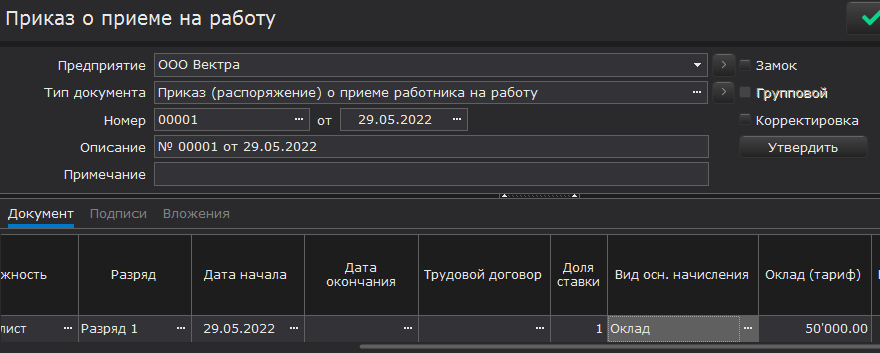 Приказ о приеме на работу
Предприятие ООО Вектра Замок
Тип документа Приказ (распоряжение) о приеме работника на работу Групповой
Номер 00001 от 29.05.2022 Корректировка
Описание № 00001 от 29.05.2022 Утвердить
Примечание
Документ Подписи Вложения
жность Разряд Дата начала Дата окончания Трудовой договор Доля ставки Вид осн. начисления Оклад (тариф)
лист Разряд 1 29.05.2022 1 Оклад 50'000.00